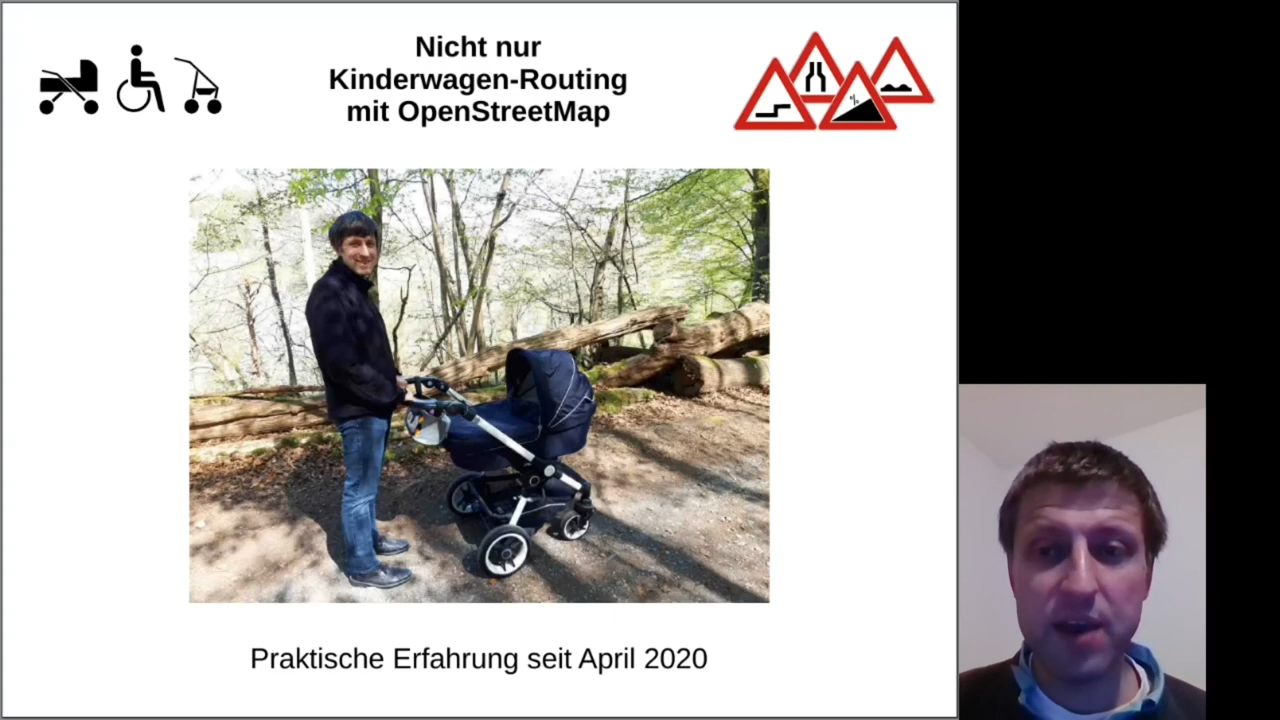 Nicht nur
Kinderwagen-Routing
mit OpenStreetMap
Praktische Erfahrung seit April 2020